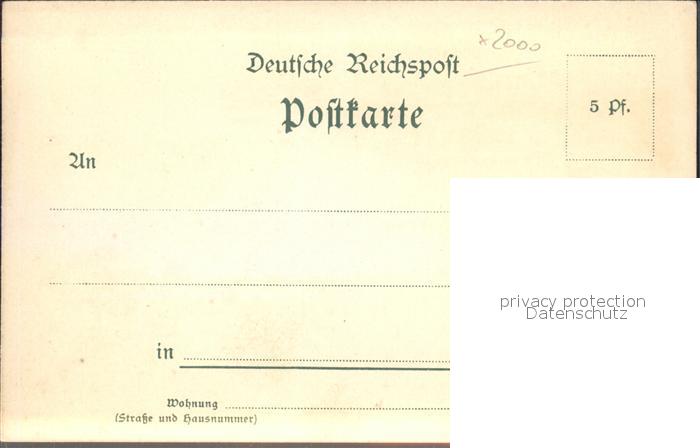 ×2000
Deutsche Reichspost
Postkarte
5 Pf.
An
privacy protection
Datenschutz
in
Wohnung
(Straße und Hausnummer)